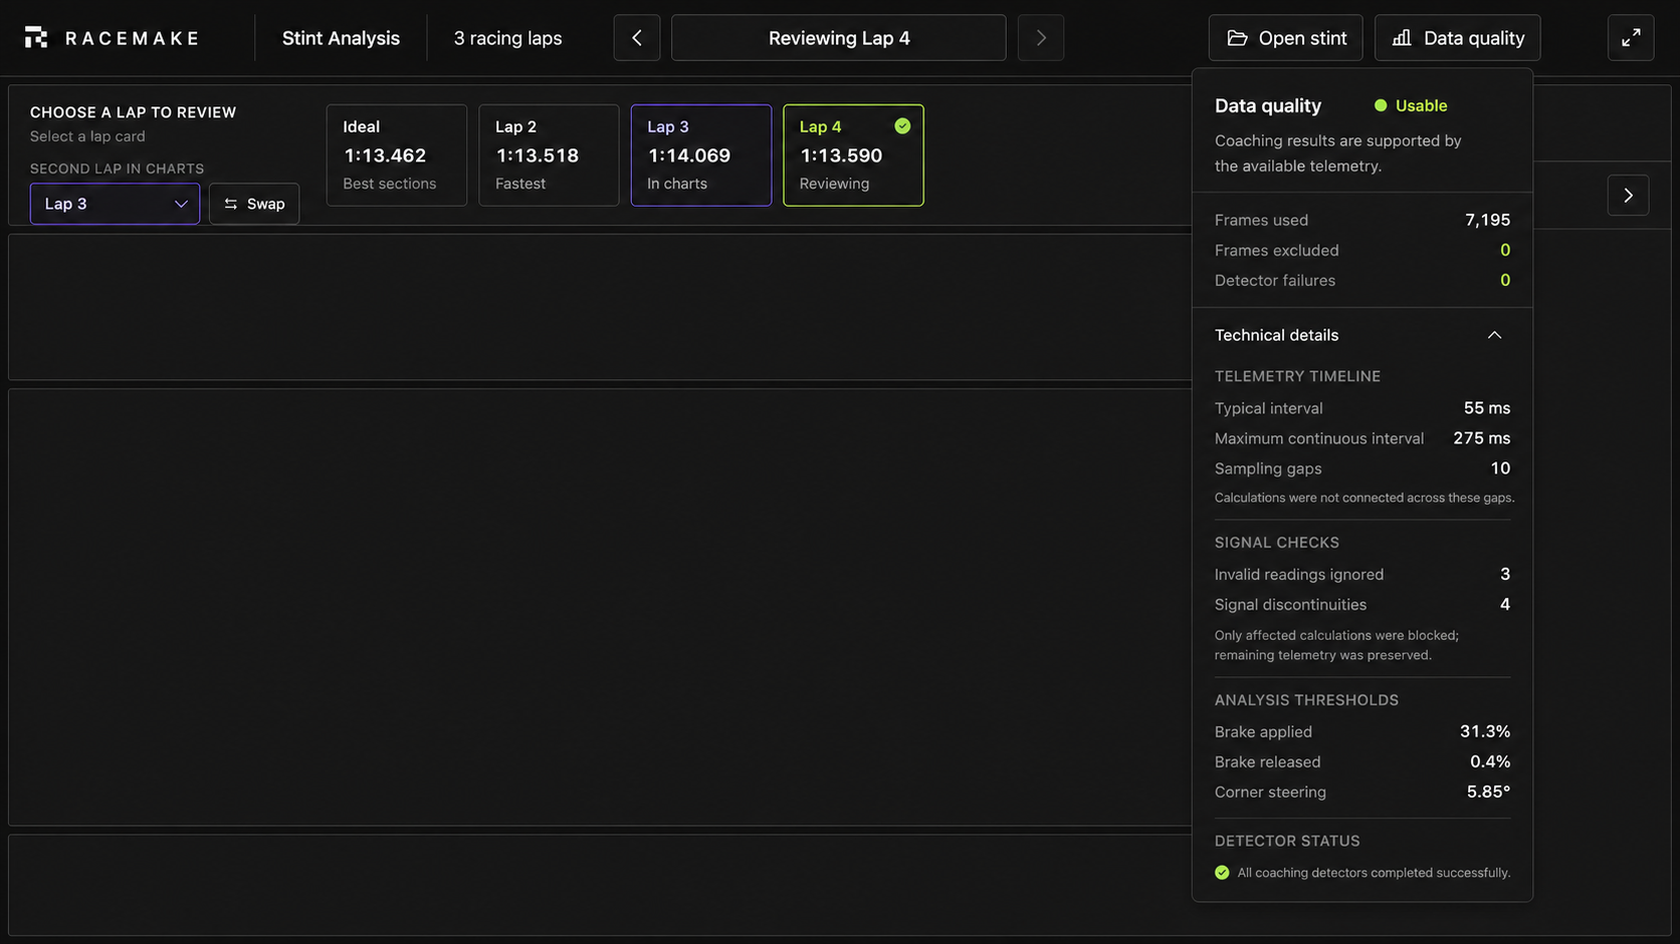 RACEMAKE
Stint Analysis
3 racing laps
Reviewing Lap 4
Open stint
Data quality
CHOOSE A LAP TO REVIEW
Select a lap card
SECOND LAP IN CHARTS
Lap 3
Swap
Ideal
1:13.462
Best sections
Lap 2
1:13.518
Fastest
Lap 3
1:14.069
In charts
Lap 4
1:13.590
Reviewing
Data quality
Usable
Coaching results are supported by
the available telemetry.
Frames used 7,195
Frames excluded 0
Detector failures 0
Technical details
TELEMETRY TIMELINE
Typical interval 55 ms
Maximum continuous interval 275 ms
Sampling gaps 10
Calculations were not connected across these gaps.
SIGNAL CHECKS
Invalid readings ignored 3
Signal discontinuities 4
Only affected calculations were blocked;
remaining telemetry was preserved.
ANALYSIS THRESHOLDS
Brake applied 31.3%
Brake released 0.4%
Corner steering 5.85°
DETECTOR STATUS
All coaching detectors completed successfully.